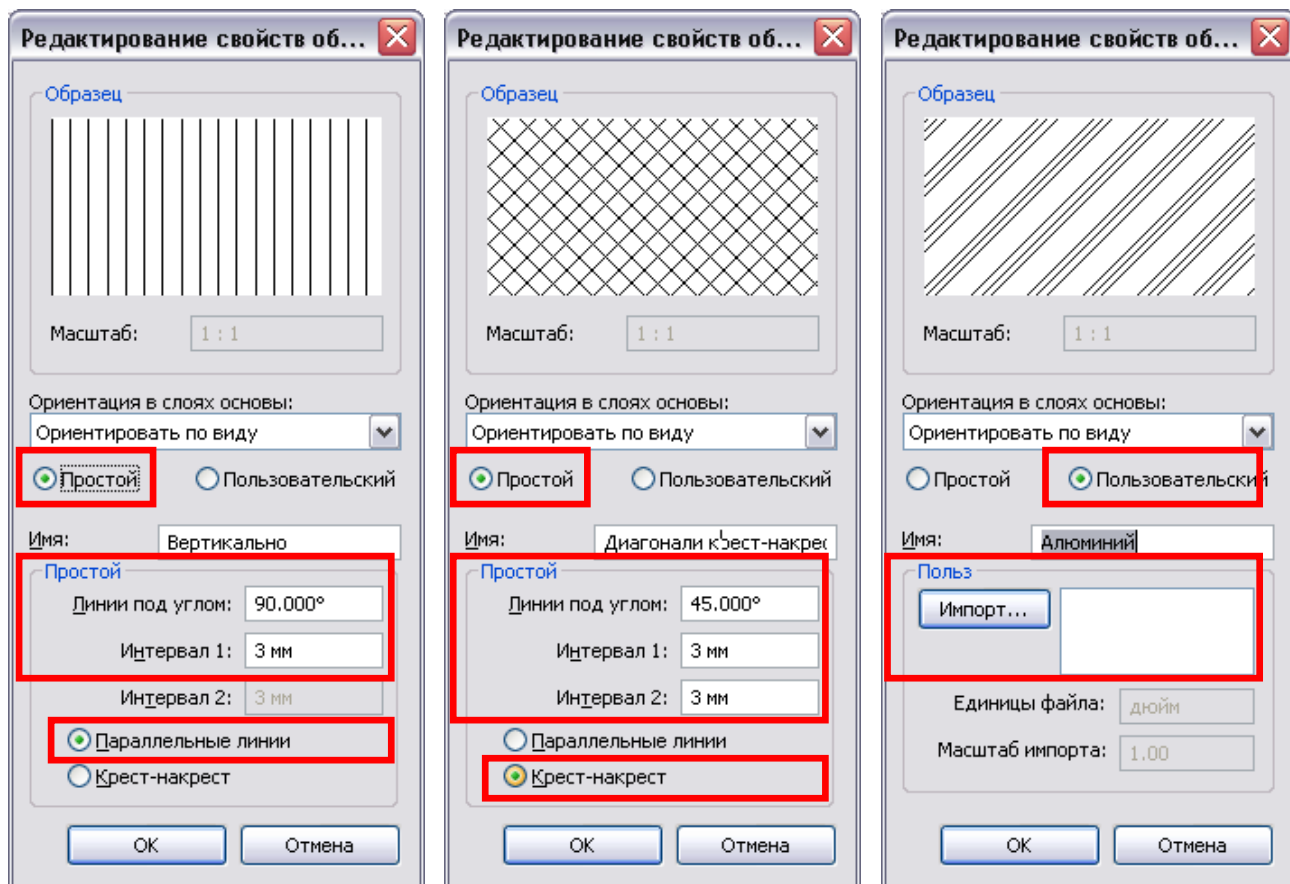 Редактирование свойств об...
Образец
Масштаб: 1 : 1
Ориентация в слоях основы:
Ориентировать по виду
Простой Пользовательский
Имя: Вертикально
Простой
Линии под углом: 90.000°
Интервал 1: 3 мм
Интервал 2: 3 мм
Параллельные линии
Крест-накрест
ОК Отмена
Редактирование свойств об...
Образец
Масштаб: 1 : 1
Ориентация в слоях основы:
Ориентировать по виду
Простой Пользовательский
Имя: Диагонали крест-накрес
Простой
Линии под углом: 45.000°
Интервал 1: 3 мм
Интервал 2: 3 мм
Параллельные линии
Крест-накрест
ОК Отмена
Редактирование свойств об...
Образец
Масштаб: 1 : 1
Ориентация в слоях основы:
Ориентировать по виду
Простой Пользовательский
Имя: Алюминий
Польз
Импорт...
Единицы файла: дюйм
Масштаб импорта: 1.00
ОК Отмена